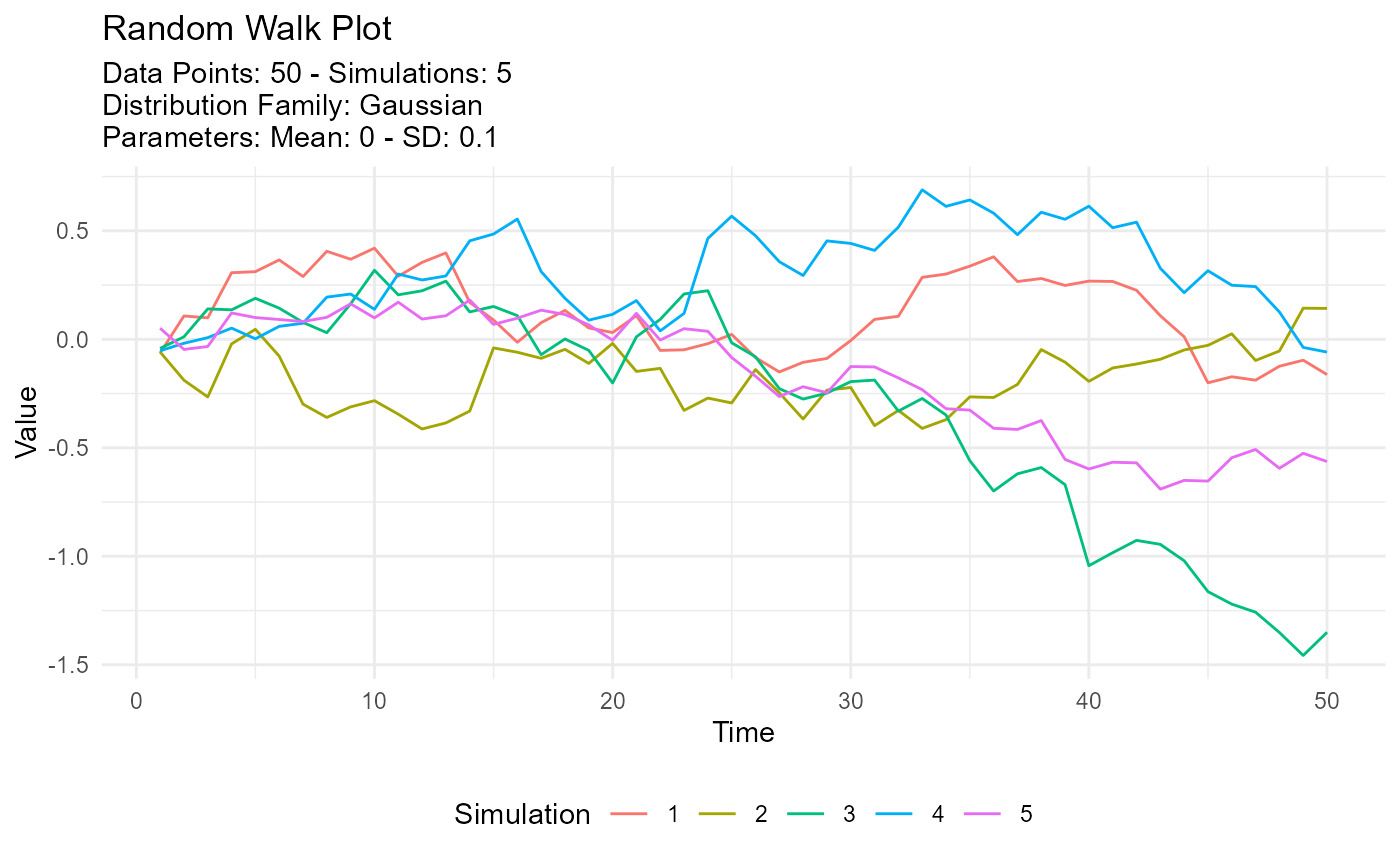 Random Walk Plot
Data Points: 50 - Simulations: 5
Distribution Family: Gaussian
Parameters: Mean: 0 - SD: 0.1
0.5
0.0
-0.5
-1.0
-1.5
Value
0 10 20 30 40 50
Time
Simulation 1 2 3 4 5